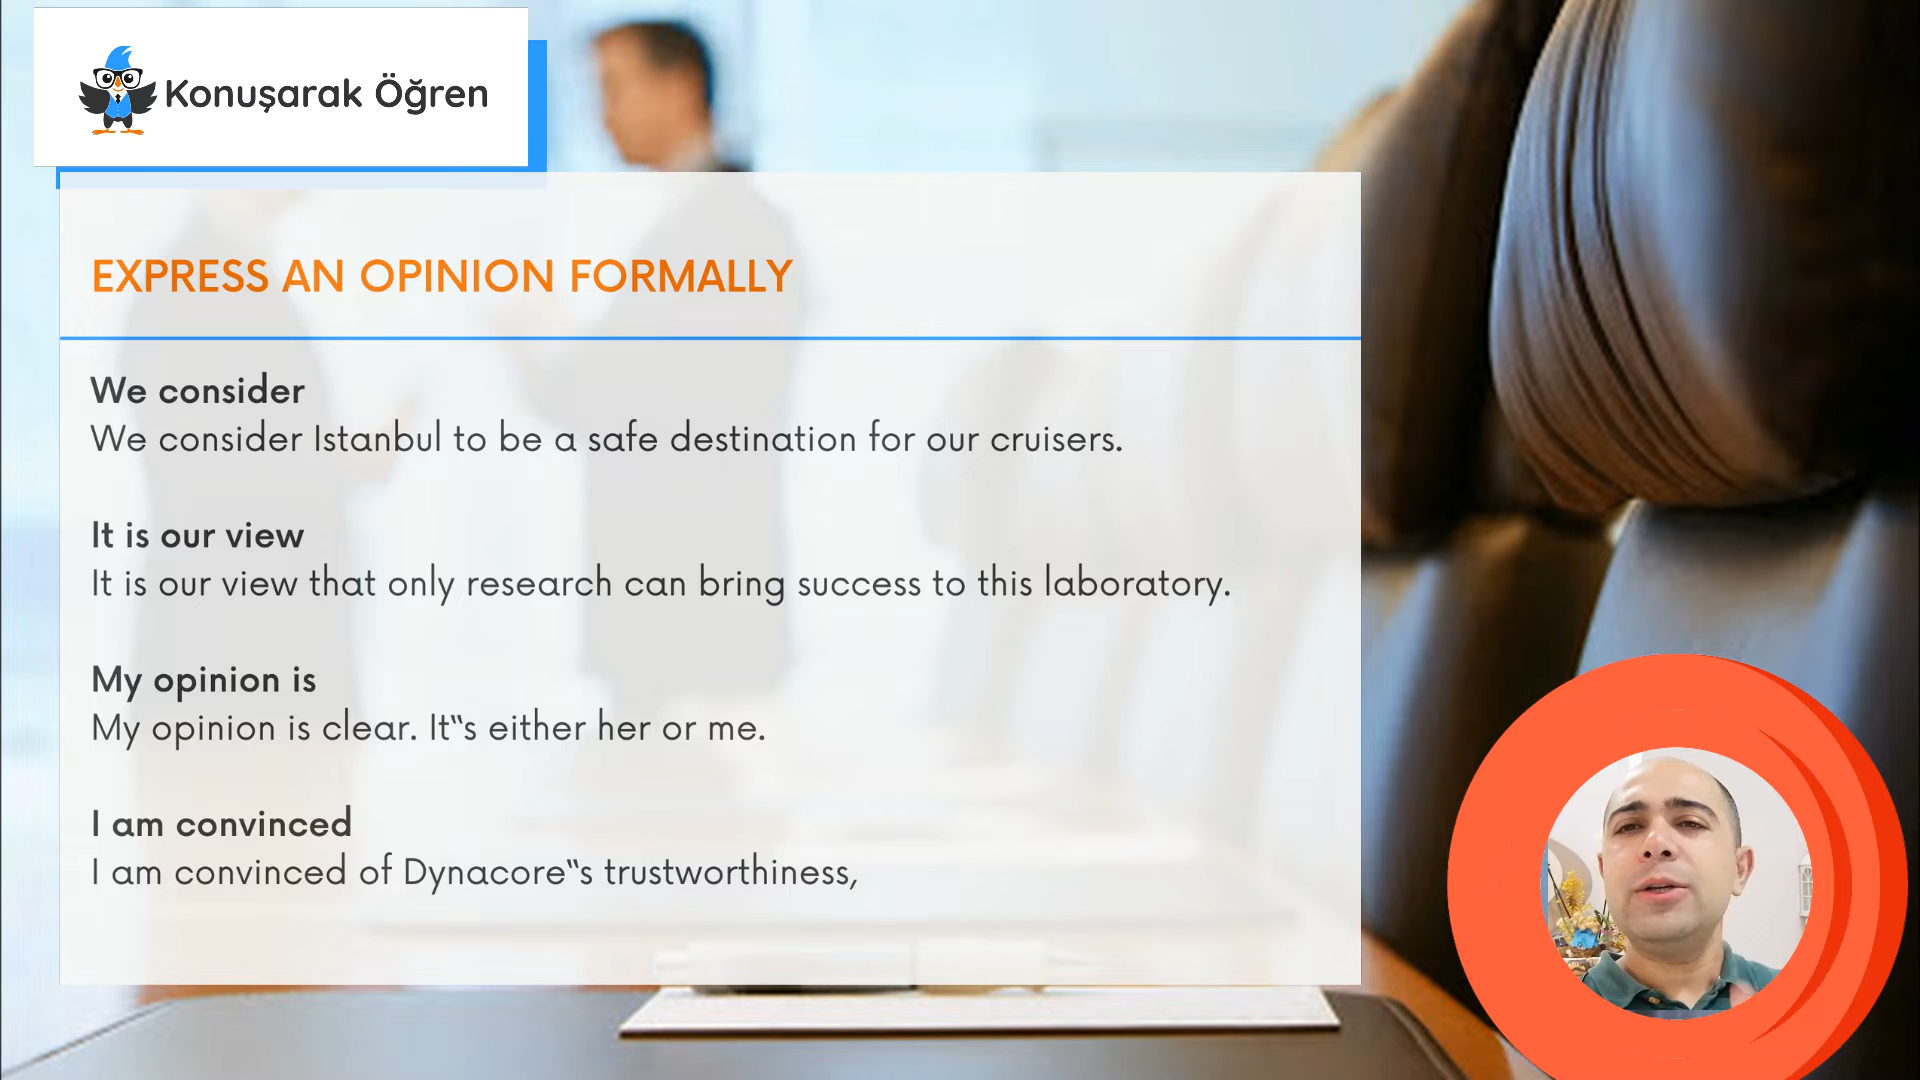 Konuşarak Öğren
EXPRESS AN OPINION FORMALLY
We consider
We consider Istanbul to be a safe destination for our cruisers.
It is our view
It is our view that only research can bring success to this laboratory.
My opinion is
My opinion is clear. It‟s either her or me.
I am convinced
I am convinced of Dynacore‟s trustworthiness,